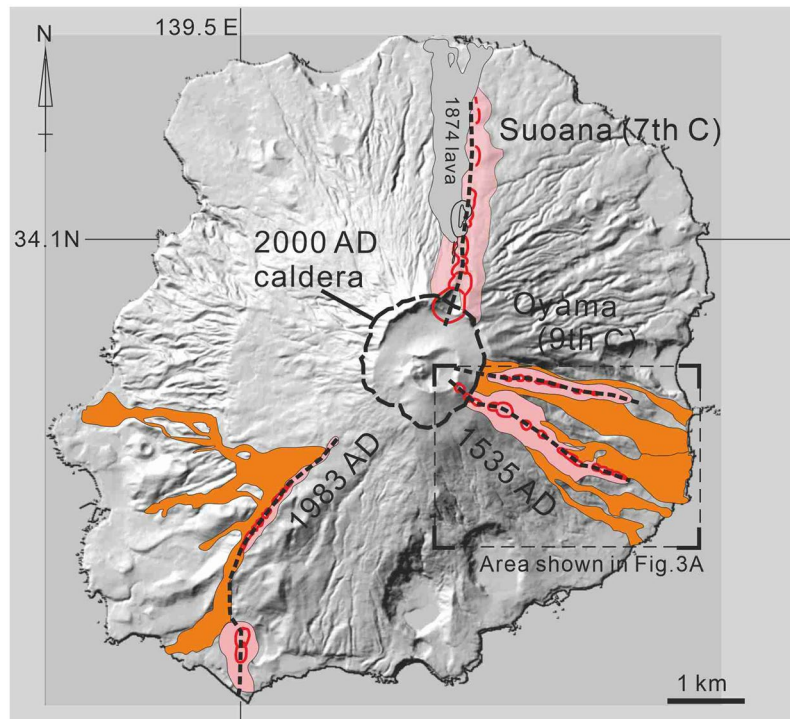 139.5 E
N
1874 lava
Suoana (7th C)
34.1N
2000 AD
caldera
Oyama
(9th C)
1983 AD
1535 AD
Area shown in Fig.3A
1 km